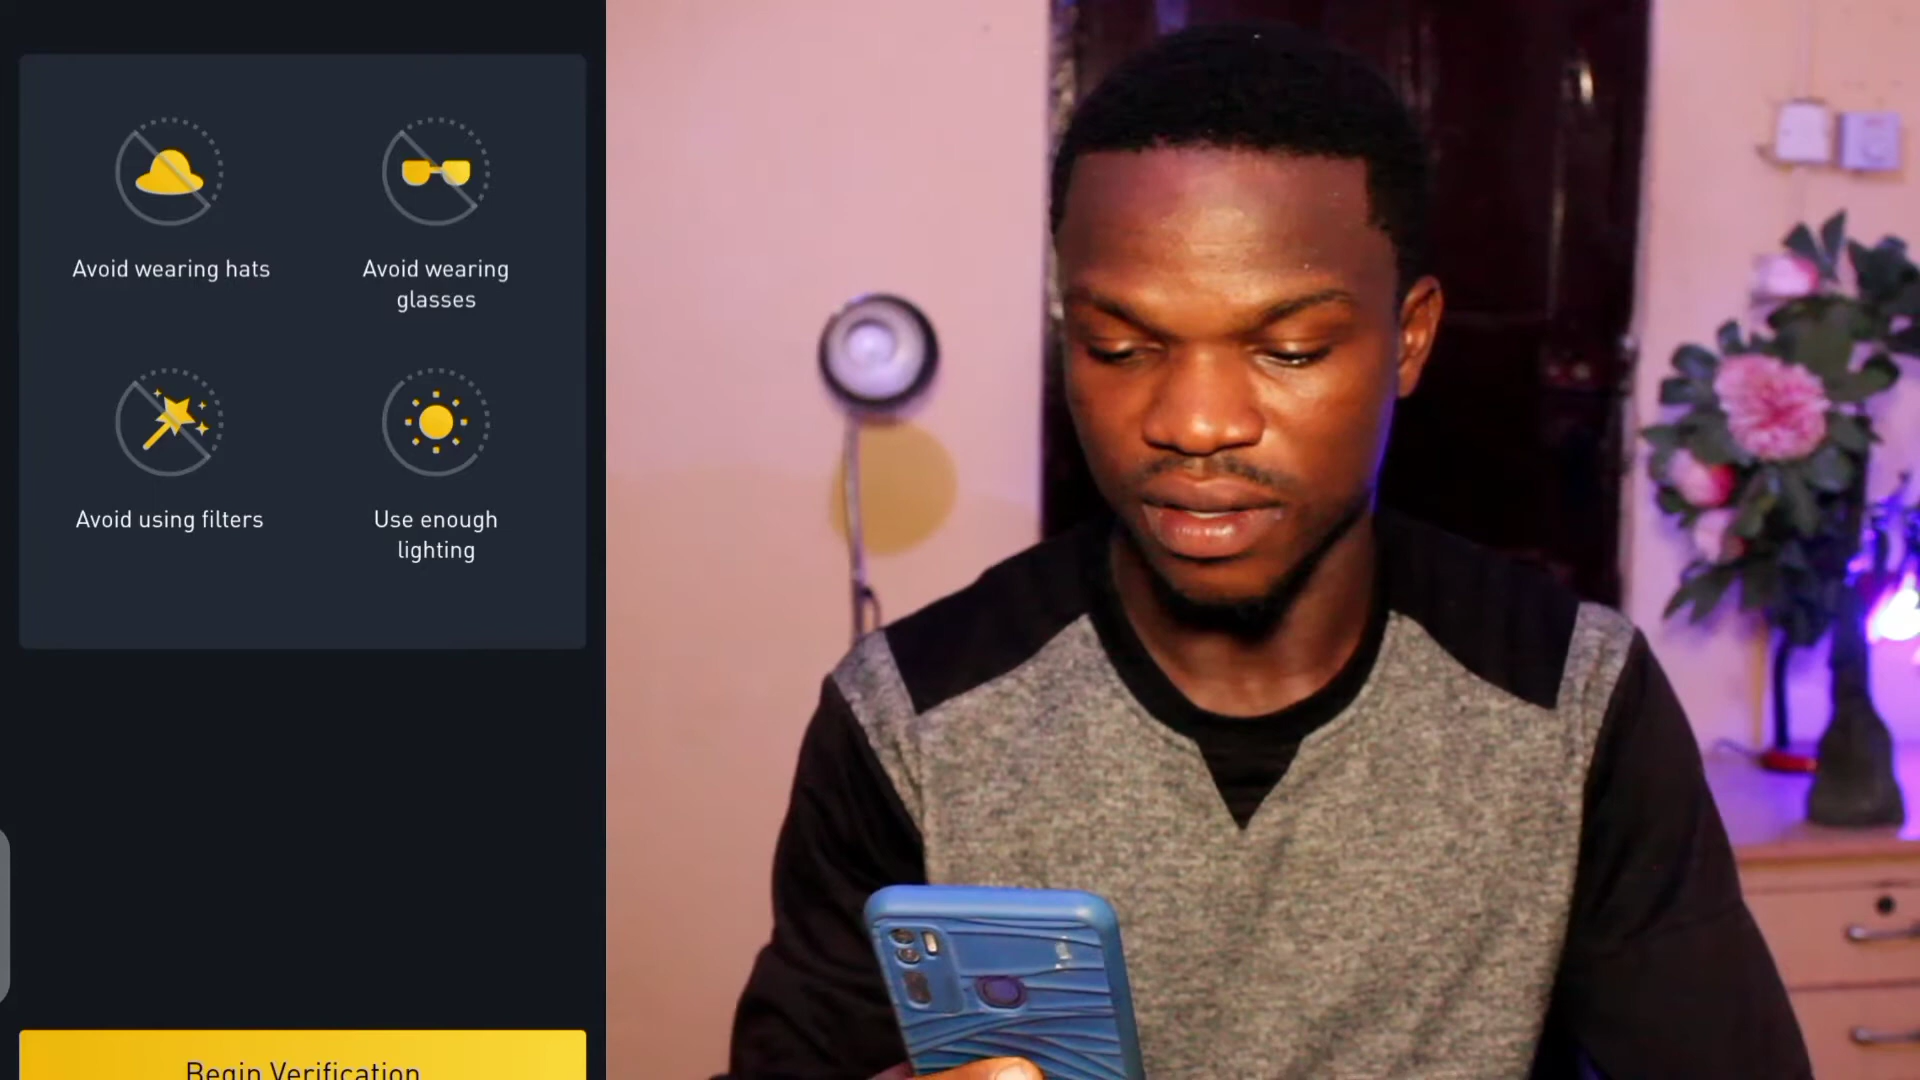 Avoid wearing hats
Avoid wearing
glasses
Avoid using filters
Use enough
lighting
Begin Verification